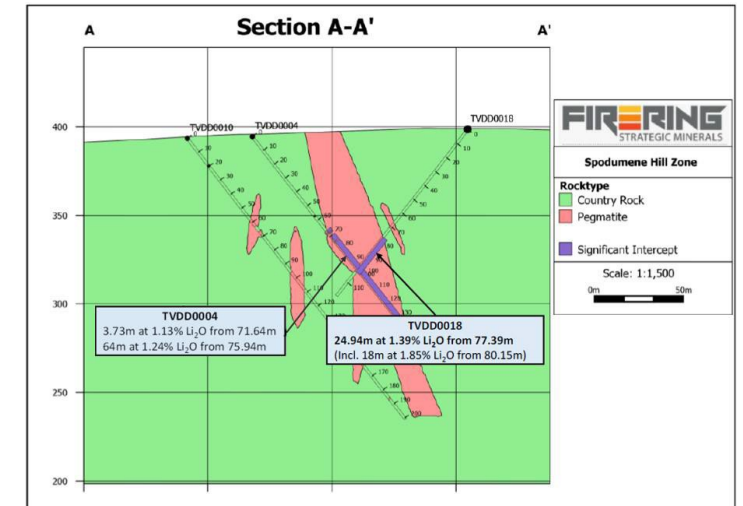 A
Section A-A'
A'
TVDD0010
TVDD0004
TVDD0018
400
350
300
250
200
TVDD0004
3.73m at 1.13% Li₂O from 71.64m
64m at 1.24% Li₂O from 75.94m
TVDD0018
24.94m at 1.39% Li₂O from 77.39m
(Incl. 18m at 1.85% Li₂O from 80.15m)
FIRERING
STRATEGIC MINERALS
Spodumene Hill Zone
Rocktype
Country Rock
Pegmatite
Significant Intercept
Scale: 1:1,500
0m 50m